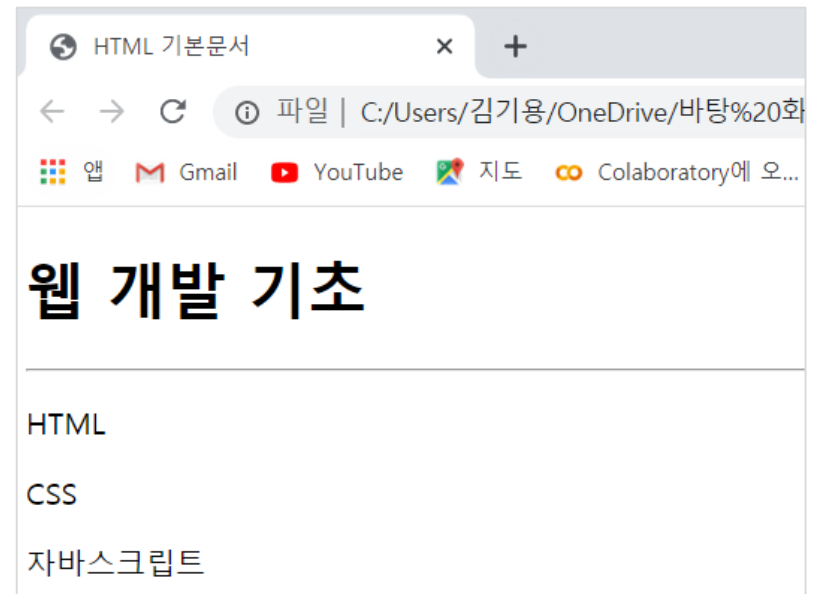 HTML 기본문서
파일 | C:/Users/김기용/OneDrive/바탕%20화
앱 Gmail YouTube 지도 Colaboratory에 오...
웹 개발 기초
HTML
CSS
자바스크립트